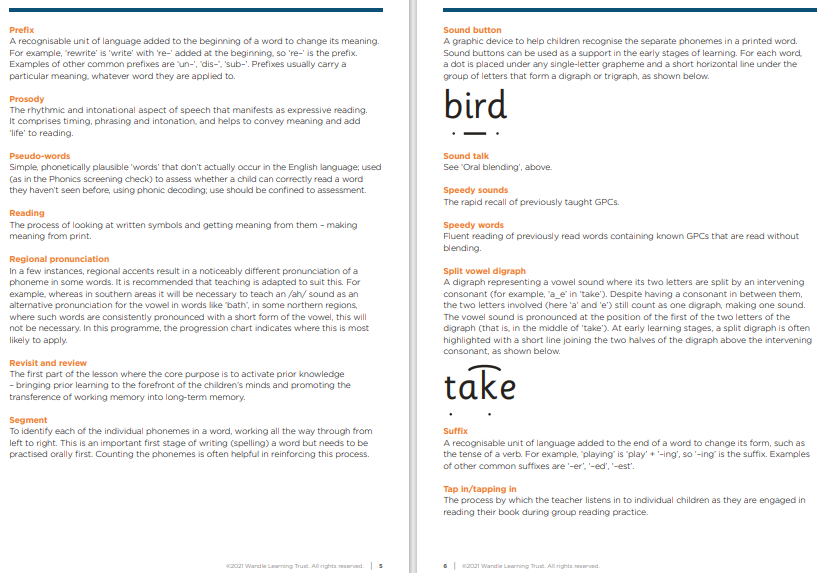 Prefix
A recognisable unit of language added to the beginning of a word to change its meaning.
For example, 'rewrite' is 'write' with 're–' added at the beginning, so 're–' is the prefix.
Examples of other common prefixes are 'un–', 'dis–', 'sub–'. Prefixes usually carry a
particular meaning, whatever word they are applied to.
Prosody
The rhythmic and intonational aspect of speech that manifests as expressive reading.
It comprises timing, phrasing and intonation, and helps to convey meaning and add
'life' to reading.
Pseudo-words
Simple, phonetically plausible 'words' that don't actually occur in the English language; used
(as in the Phonics screening check) to assess whether a child can correctly read a word
they haven't seen before, using phonic decoding; use should be confined to assessment.
Reading
The process of looking at written symbols and getting meaning from them – making
meaning from print.
Regional pronunciation
In a few instances, regional accents result in a noticeably different pronunciation of a
phoneme in some words. It is recommended that teaching is adapted to suit this. For
example, whereas in southern areas it will be necessary to teach an /ah/ sound as an
alternative pronunciation for the vowel in words like 'bath', in some northern regions,
where such words are consistently pronounced with a short form of the vowel, this will
not be necessary. In this programme, the progression chart indicates where this is most
likely to apply.
Revisit and review
The first part of the lesson where the core purpose is to activate prior knowledge
– bringing prior learning to the forefront of the children's minds and promoting the
transference of working memory into long-term memory.
Segment
To identify each of the individual phonemes in a word, working all the way through from
left to right. This is an important first stage of writing (spelling) a word but needs to be
practised orally first. Counting the phonemes is often helpful in reinforcing this process.
©2021 Wandle Learning Trust. All rights reserved. | 5
Sound button
A graphic device to help children recognise the separate phonemes in a printed word.
Sound buttons can be used as a support in the early stages of learning. For each word,
a dot is placed under any single-letter grapheme and a short horizontal line under the
group of letters that form a digraph or trigraph, as shown below.
bird
Sound talk
See 'Oral blending', above.
Speedy sounds
The rapid recall of previously taught GPCs.
Speedy words
Fluent reading of previously read words containing known GPCs that are read without
blending.
Split vowel digraph
A digraph representing a vowel sound where its two letters are split by an intervening
consonant (for example, 'a_e' in 'take'). Despite having a consonant in between them,
the two letters involved (here 'a' and 'e') still count as one digraph, making one sound.
The vowel sound is pronounced at the position of the first of the two letters of the
digraph (that is, in the middle of 'take'). At early learning stages, a split digraph is often
highlighted with a short line joining the two halves of the digraph above the intervening
consonant, as shown below.
take
Suffix
A recognisable unit of language added to the end of a word to change its form, such as
the tense of a verb. For example, 'playing' is 'play' + '–ing', so '–ing' is the suffix. Examples
of other common suffixes are '–er', '–ed', '–est'.
Tap in/tapping in
The process by which the teacher listens in to individual children as they are engaged in
reading their book during group reading practice.
6 | ©2021 Wandle Learning Trust. All rights reserved.